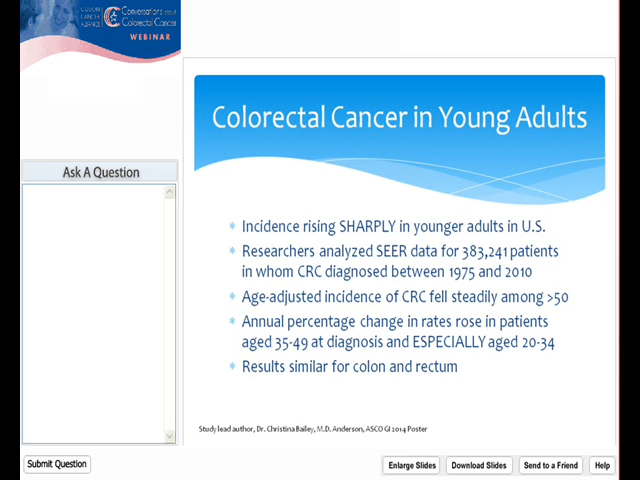 COLON
CANCER
ALLIANCE
Conversations about
Colorectal Cancer
WEBINAR
Ask A Question
Colorectal Cancer in Young Adults
Incidence rising SHARPLY in younger adults in U.S.
Researchers analyzed SEER data for 383,241 patients
in whom CRC diagnosed between 1975 and 2010
Age-adjusted incidence of CRC fell steadily among >50
Annual percentage change in rates rose in patients
aged 35-49 at diagnosis and ESPECIALLY aged 20-34
Results similar for colon and rectum
Study lead author, Dr. Christina Bailey, M.D. Anderson, ASCO GI 2014 Poster
Submit Question
Enlarge Slides
Download Slides
Send to a Friend
Help